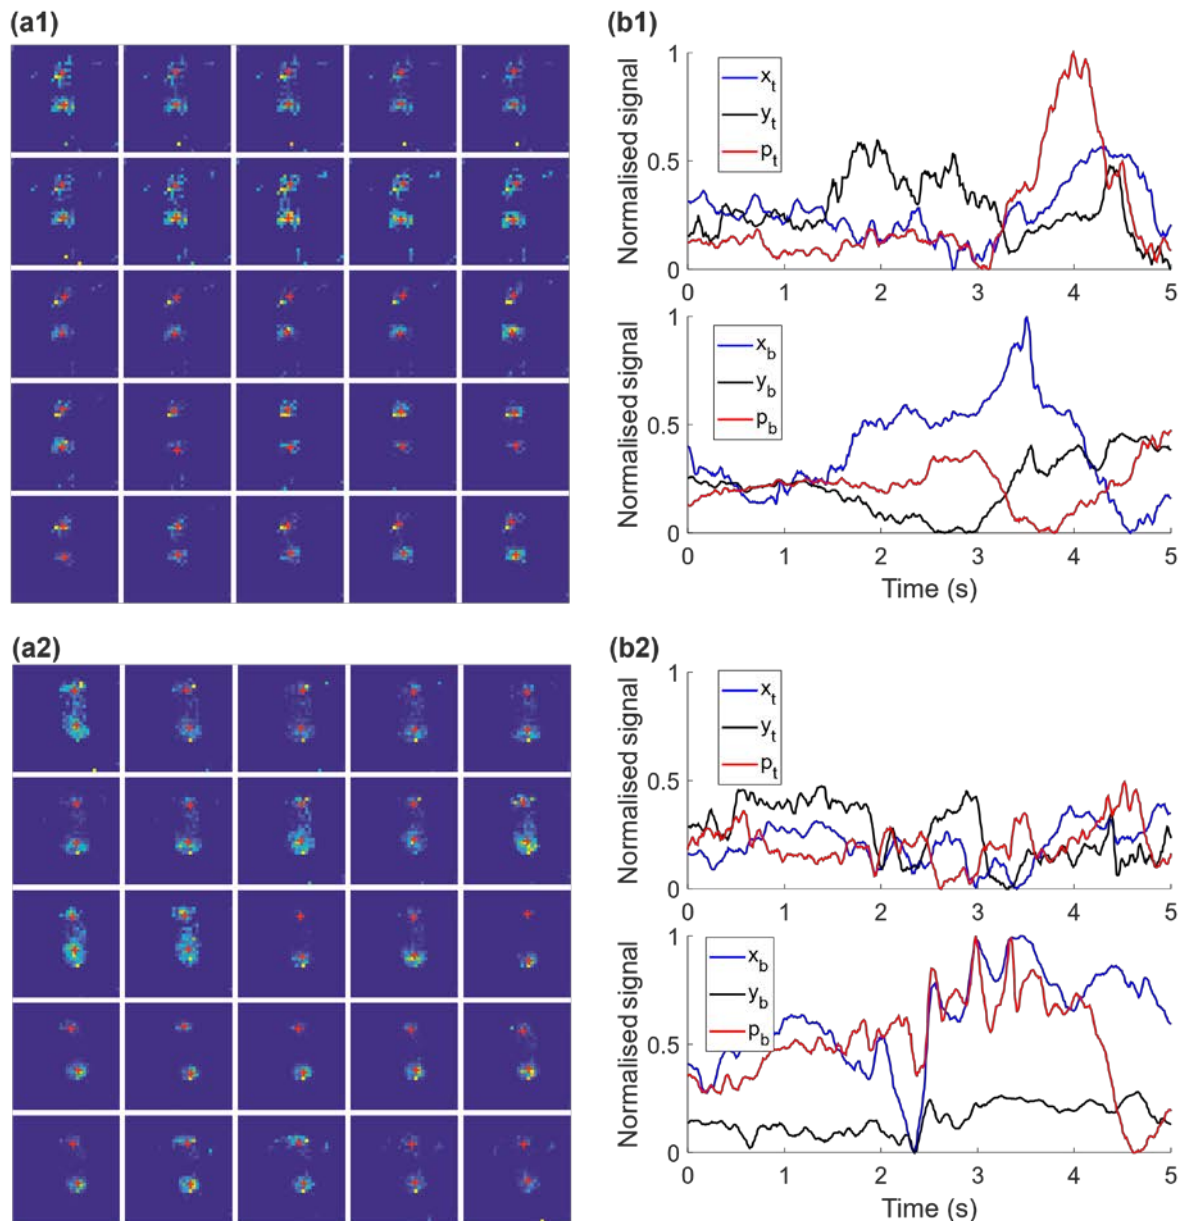 (a1)
(b1)
1
0.5
0
Normalised signal
x_t
y_t
p_t
0 1 2 3 4 5
1
0.5
0
Normalised signal
x_b
y_b
p_b
0 1 2 3 4 5
Time (s)
(a2)
(b2)
1
0.5
0
Normalised signal
x_t
y_t
p_t
0 1 2 3 4 5
1
0.5
0
Normalised signal
x_b
y_b
p_b
0 1 2 3 4 5
Time (s)